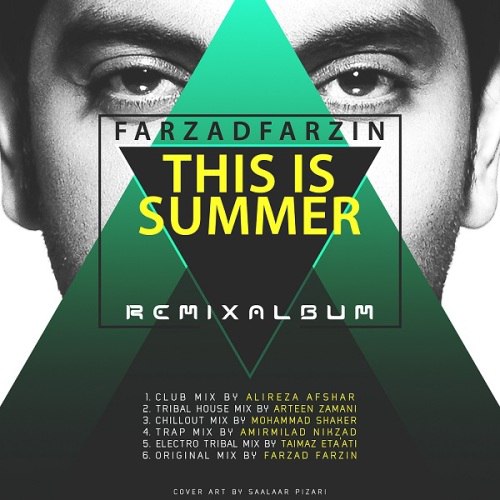 FARZADFARZIN
THIS IS
SUMMER
REMIXALBUM
1. CLUB MIX BY ALIREZA AFSHAR
2. TRIBAL HOUSE MIX BY ARTEEN ZAMANI
3. CHILLOUT MIX BY MOHAMMAD SHAKER
4. TRAP MIX BY AMIRMILAD NIKZAD
5. ELECTRO TRIBAL MIX BY TAIMAZ ETA'ATI
6. ORIGINAL MIX BY FARZAD FARZIN
COVER ART BY SAALAAR PIZARI